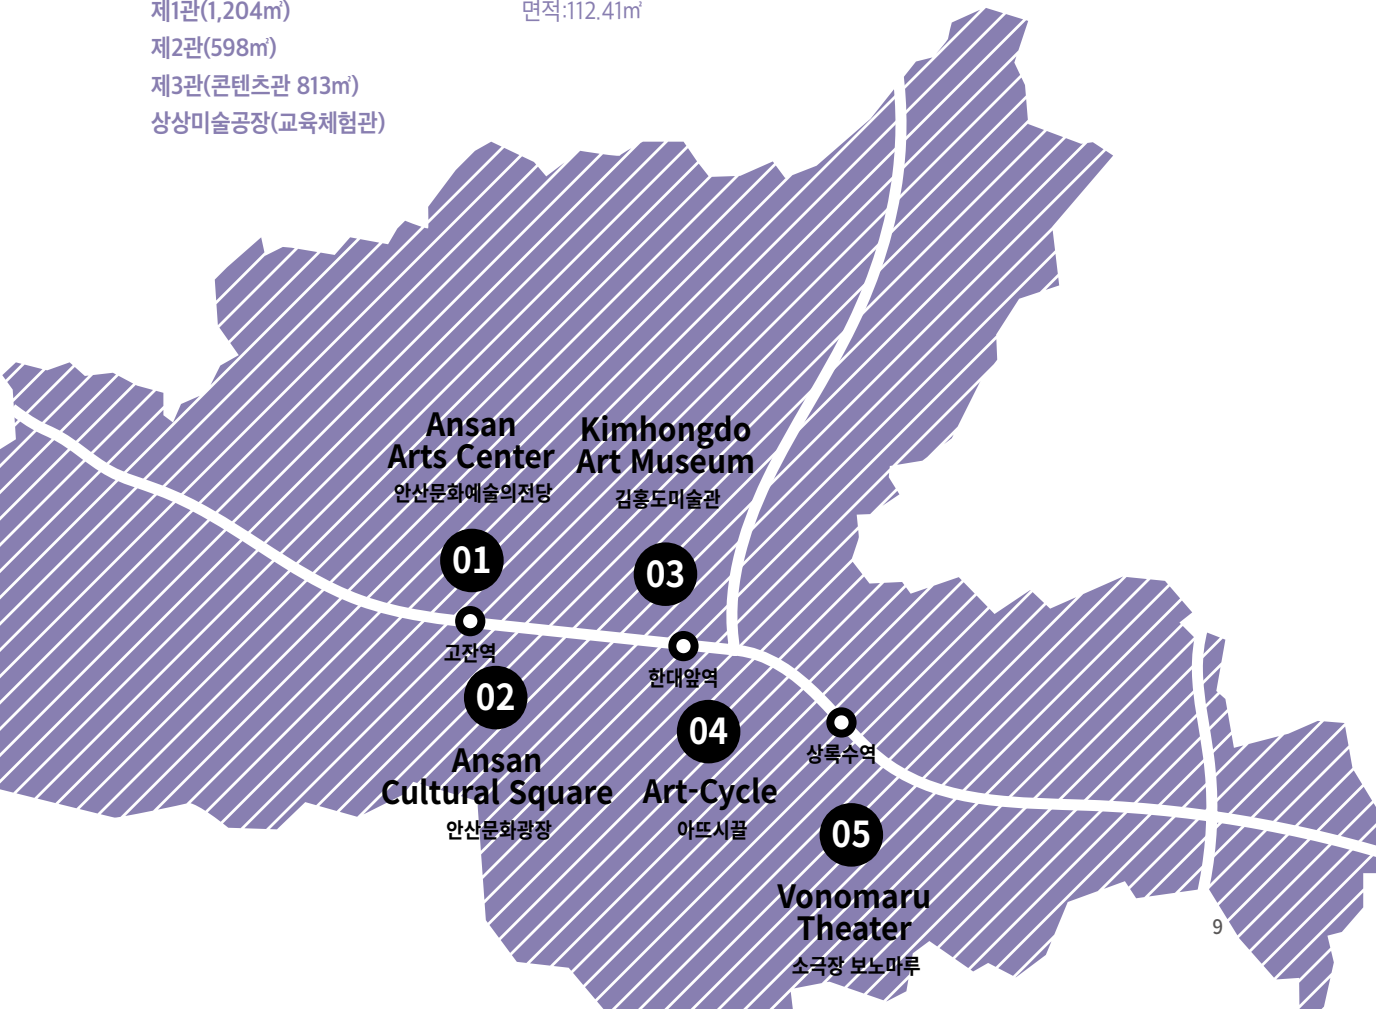 제1관(1,204㎡)
제2관(598㎡)
제3관(콘텐츠관 813㎡)
상상미술공장(교육체험관)
면적:112.41㎡
Ansan
Arts Center
안산문화예술의전당
01
고잔역
Kimhongdo
Art Museum
김홍도미술관
03
한대앞역
02
Ansan
Cultural Square
안산문화광장
04
Art-Cycle
아뜨시끌
상록수역
05
Vonomaru
Theater
소극장 보노마루
9